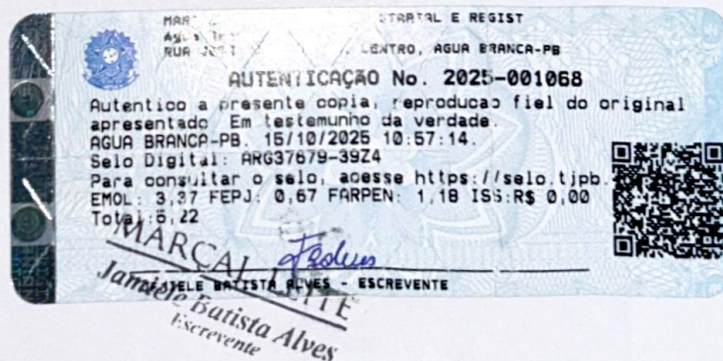 STARIAL E REGIST
RUA CENTRO, AGUA BRANCA-PB
AUTENTICAÇÃO No. 2025-001068
Autentico a presente copia, reproducao fiel do original
apresentado. Em testemunho da verdade.
AGUA BRANCA-PB. 15/10/2025 10:57:14.
Selo Digital: ARG37679-39Z4
Para consultar o selo, acesse https://selo.tjpb.
EMOL: 3,37 FEPJ: 0,67 FARPEN: 1,18 ISS:R$ 0,00
Total: 22
MARÇAL LEITE
BATISTA ALVES - ESCREVENTE
Jamiele Batista Alves
Escrevente